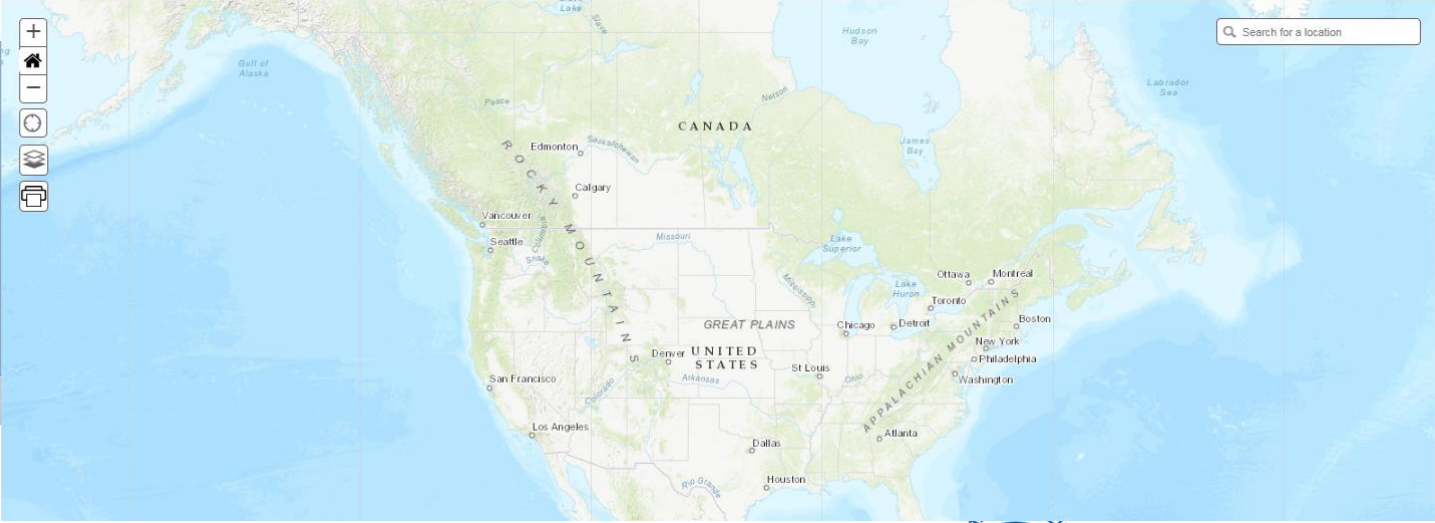 Search for a location
Lake
Slave
Hudson
Bay
Gulf of
Alaska
Labrador
Sea
Peace
Nelson
CANADA
Edmonton
Saskatchewan
James
Bay
ROCKY MOUNTAINS
Calgary
Vancouver
Columbia
Seattle
Snake
Missouri
Lake
Superior
Mississippi
Ottawa
Montreal
Lake
Huron
Toronto
GREAT PLAINS
Chicago
Detroit
Boston
APPALACHIAN MOUNTAINS
New York
Denver
UNITED
STATES
St Louis
Philadelphia
Arkansas
Ohio
Washington
San Francisco
Colorado
Los Angeles
Atlanta
Dallas
Houston
Rio Grande